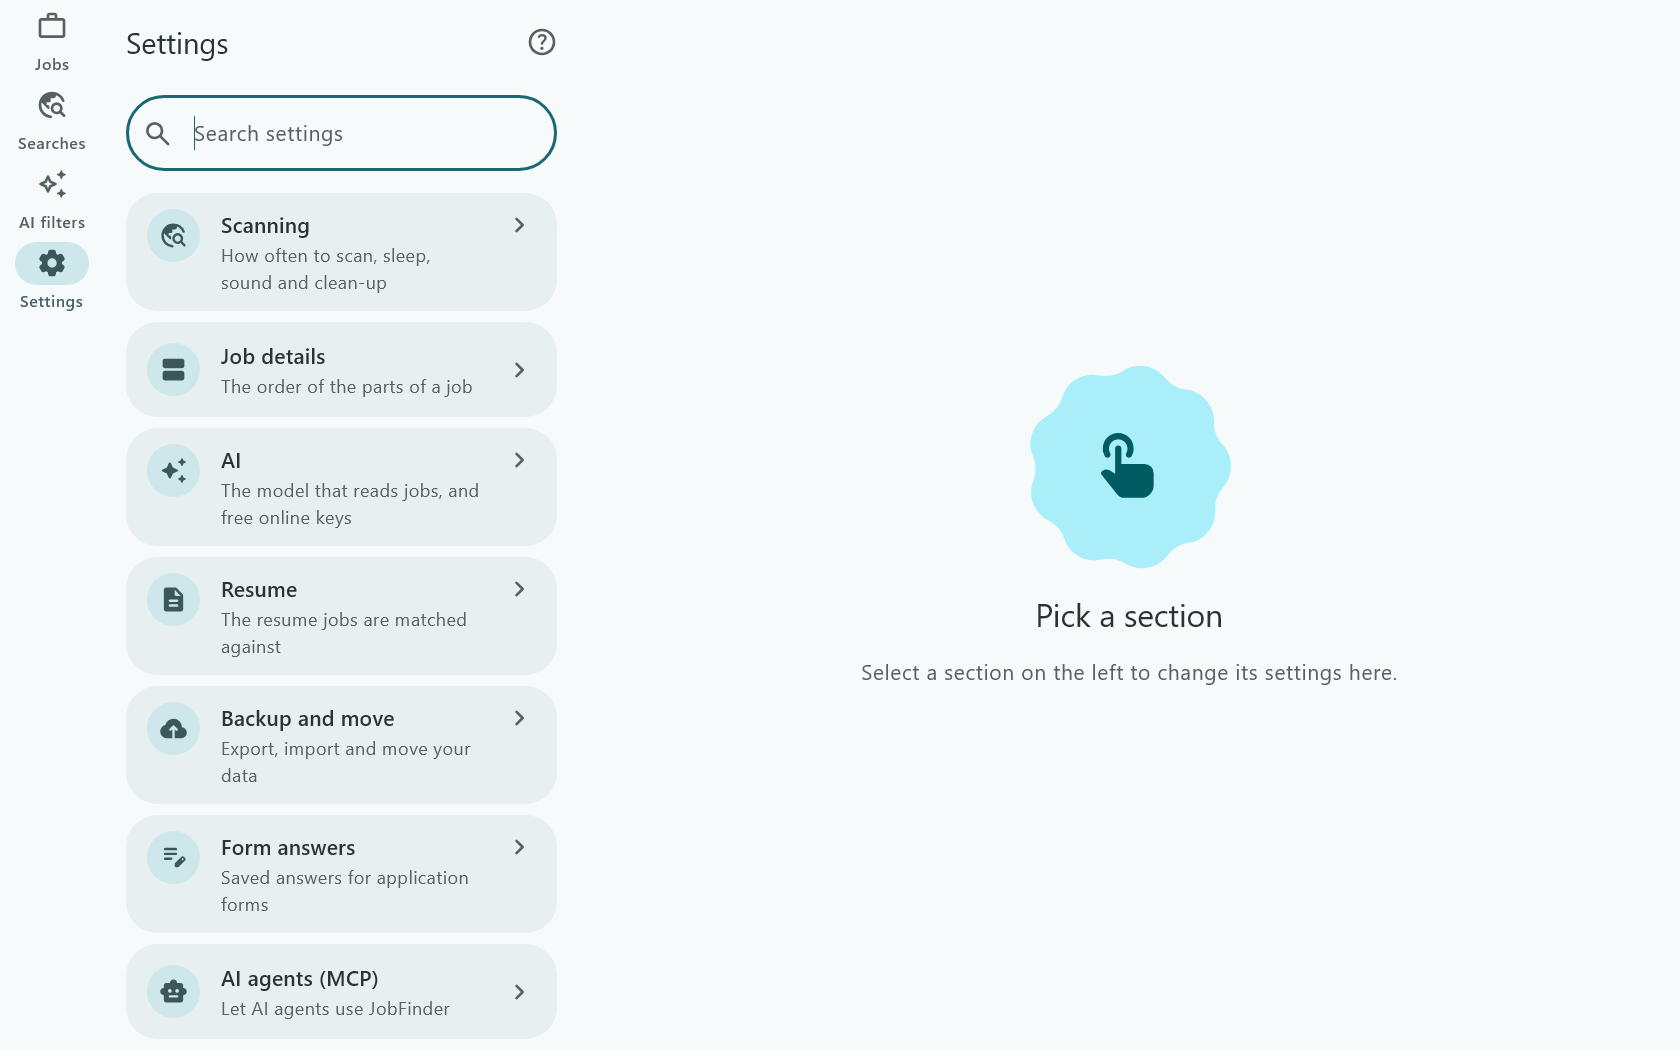 Jobs
Searches
AI filters
Settings
Settings
Search settings
Scanning
How often to scan, sleep,
sound and clean-up
Job details
The order of the parts of a job
AI
The model that reads jobs, and
free online keys
Resume
The resume jobs are matched
against
Backup and move
Export, import and move your
data
Form answers
Saved answers for application
forms
AI agents (MCP)
Let AI agents use JobFinder
Pick a section
Select a section on the left to change its settings here.